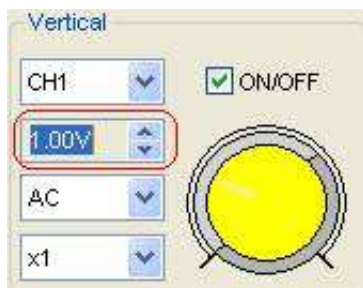 Vertical
CH1
ON/OFF
1.00V
AC
x1